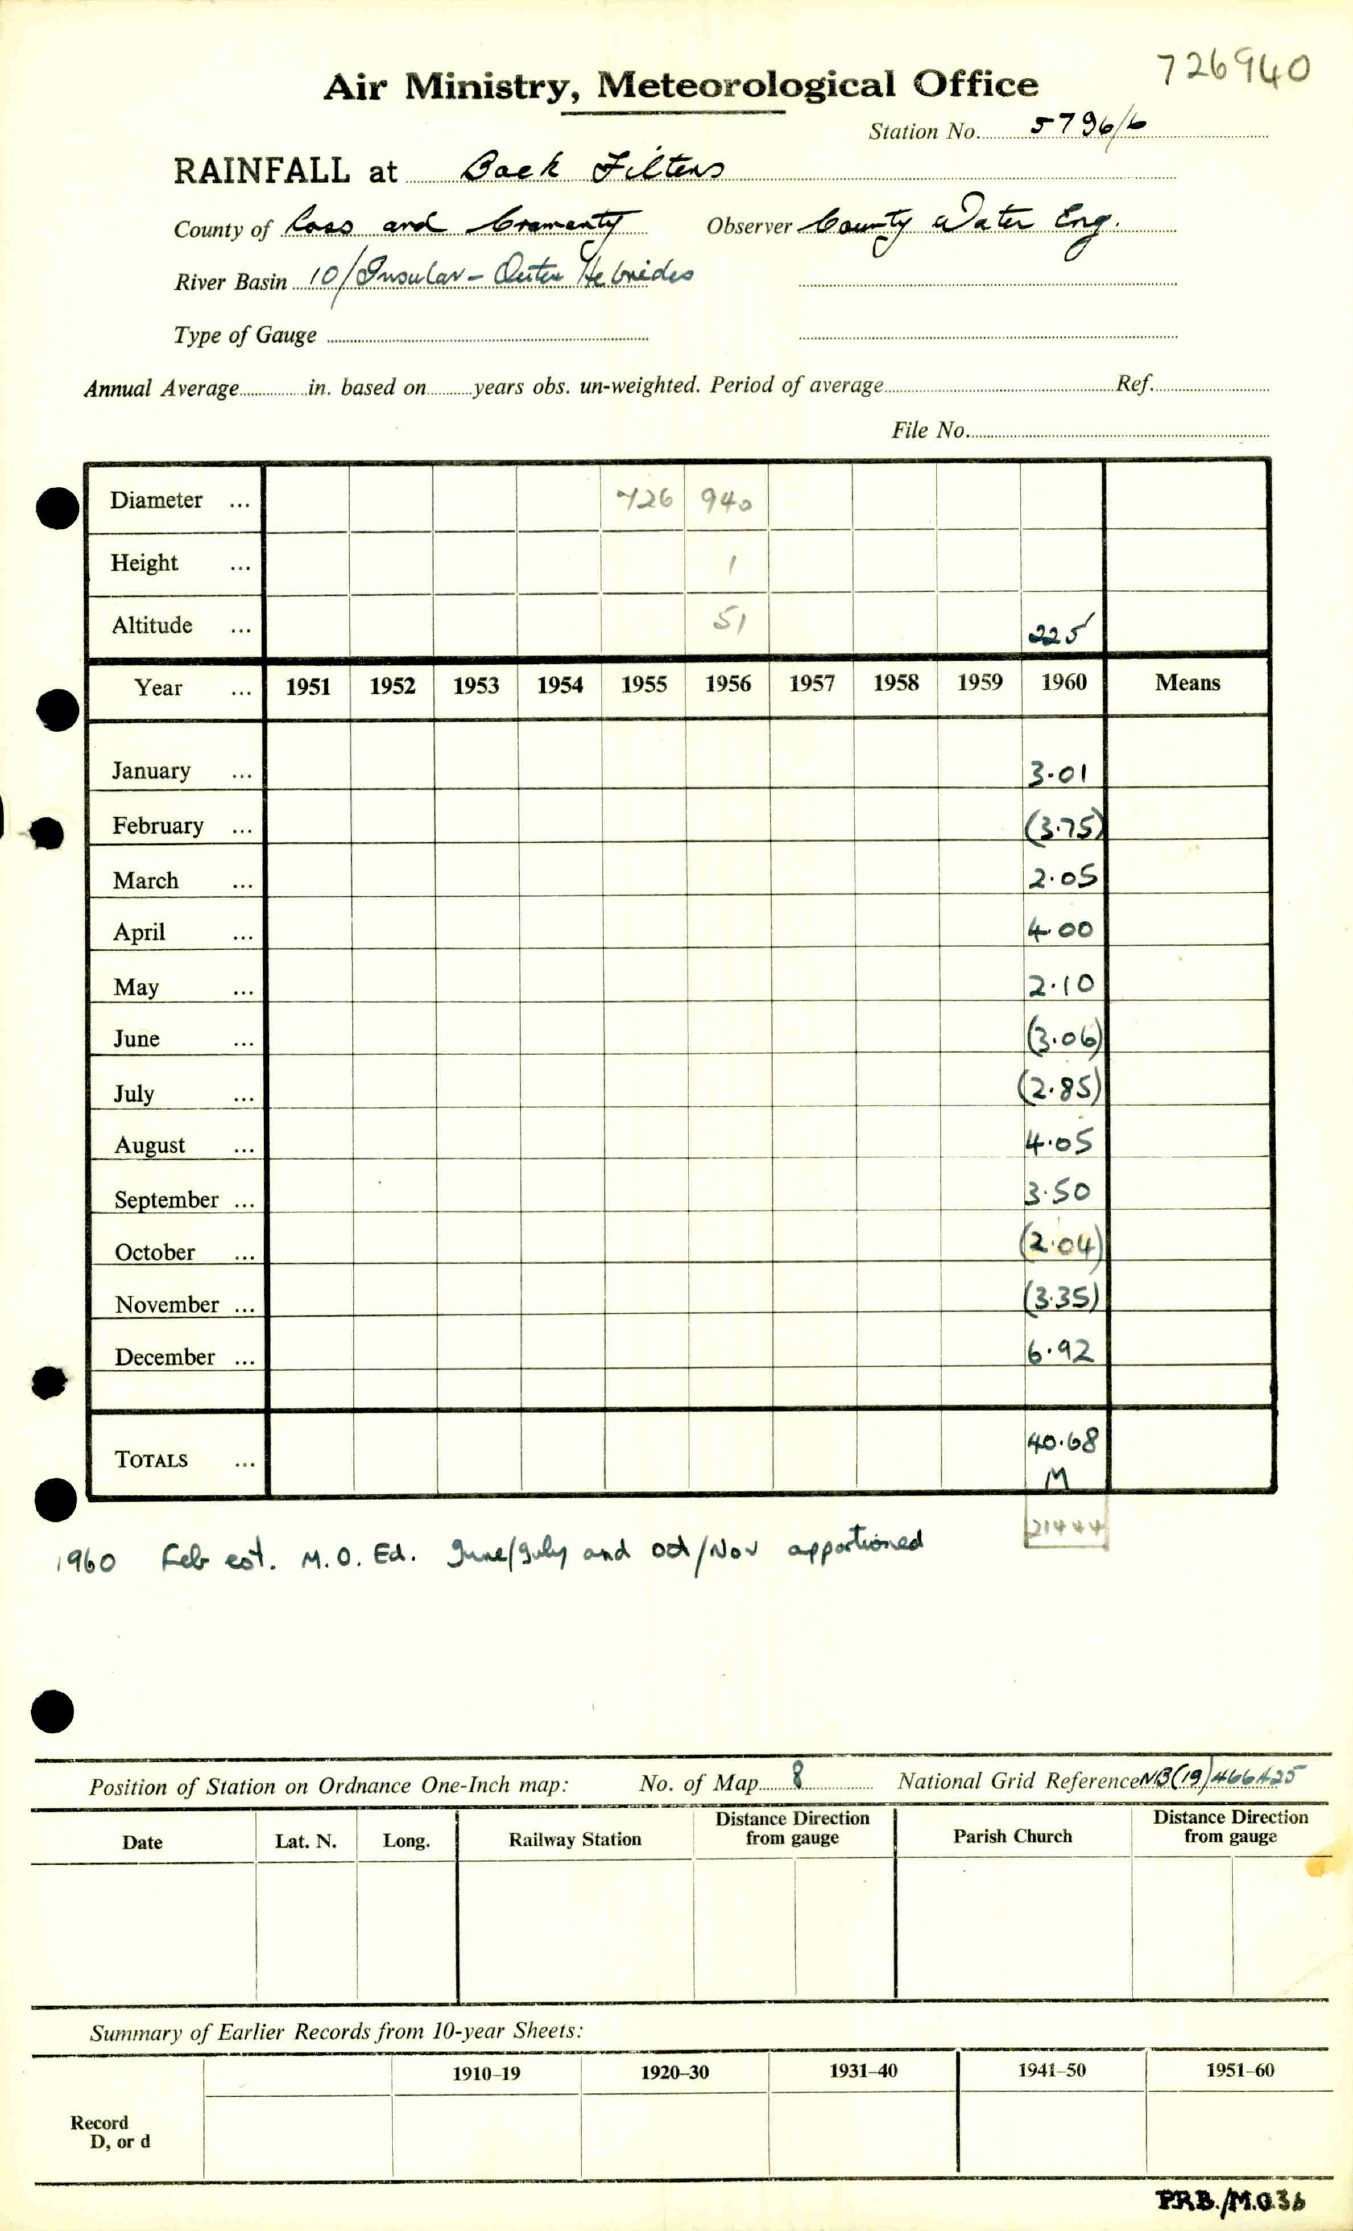 726940
Air Ministry, Meteorological Office
Station No. 5796/6
RAINFALL at Back Filters
County of Ross and Cromarty Observer County Water Eng.
River Basin 10/Insular - Outer Hebrides
Type of Gauge
Annual Average in. based on years obs. un-weighted. Period of average Ref.
File No.
Diameter ... 726 940
Height ... 1
Altitude ... 51 225'
Year ... 1951 1952 1953 1954 1955 1956 1957 1958 1959 1960 Means
January ... 3.01
February ... (3.75)
March ... 2.05
April ... 4.00
May ... 2.10
June ... (3.06)
July ... (2.85)
August ... 4.05
September ... 3.50
October ... (2.04)
November ... (3.35)
December ... 6.92
TOTALS ... 40.68
M
21444
1960 Feb est. M.O. Ed. June/July and Oct/Nov apportioned
Position of Station on Ordnance One-Inch map: No. of Map 8 National Grid Reference NB(19)466425
Date Lat. N. Long. Railway Station Distance Direction from gauge Parish Church Distance Direction from gauge
Summary of Earlier Records from 10-year Sheets:
1910–19 1920–30 1931–40 1941–50 1951–60
Record
D, or d
P.R.B./M.O.3b